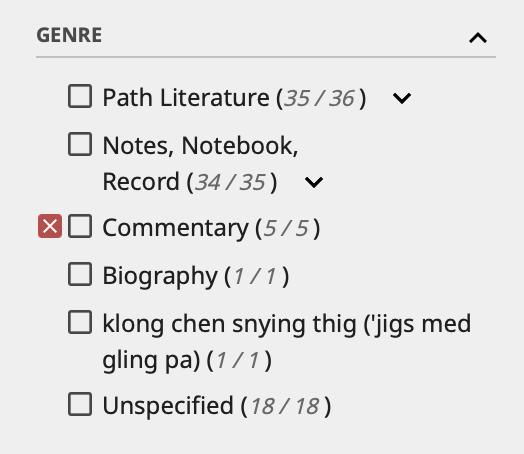 GENRE
Path Literature (35 / 36 )
Notes, Notebook,
Record (34 / 35 )
Commentary (5 / 5 )
Biography (1 / 1 )
klong chen snying thig ('jigs med
gling pa) (1 / 1 )
Unspecified (18 / 18 )